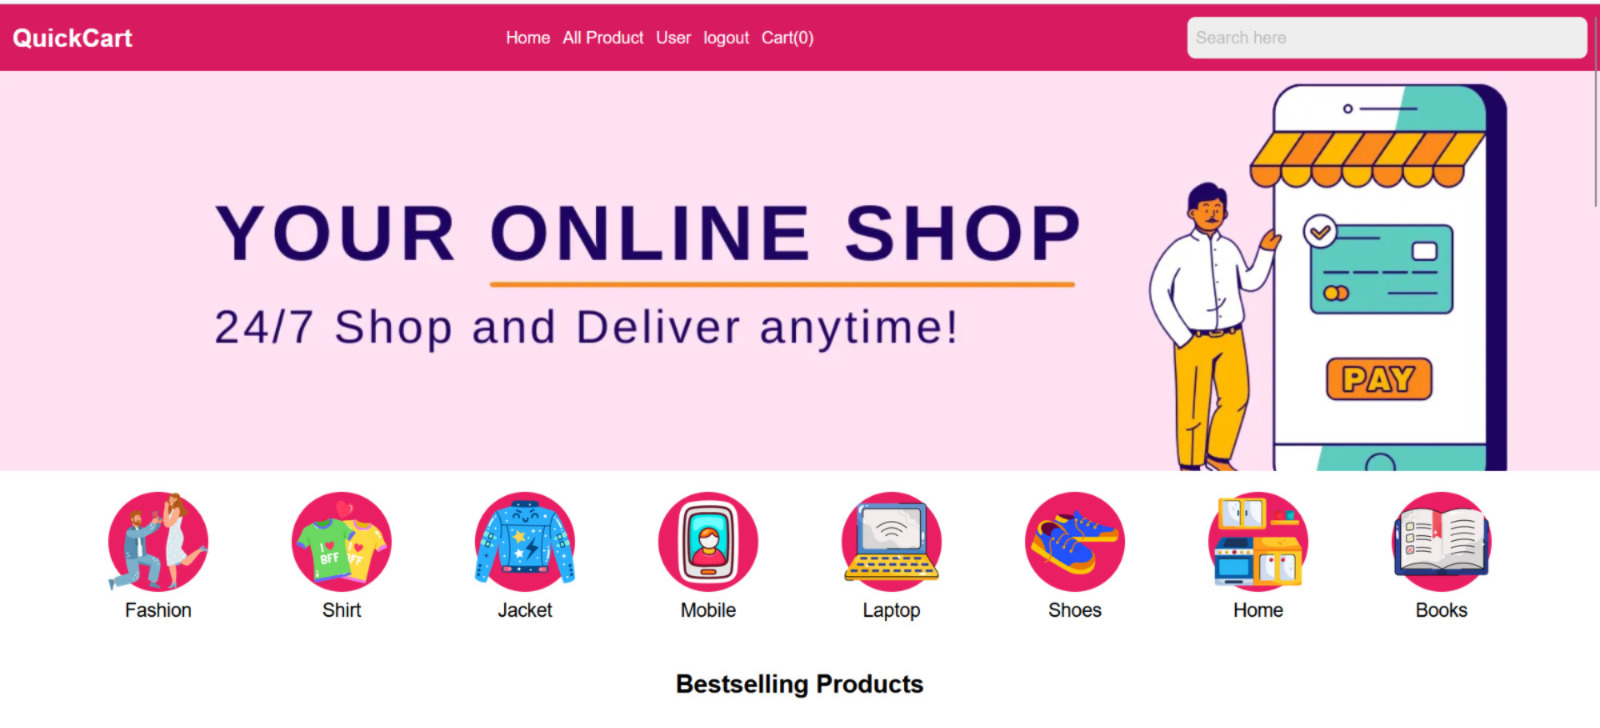 QuickCart Home All Product User logout Cart(0) Search here
YOUR ONLINE SHOP
24/7 Shop and Deliver anytime!
PAY
I BFF FF
Fashion Shirt Jacket Mobile Laptop Shoes Home Books
Bestselling Products